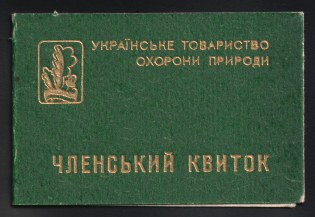 УКРАЇНСЬКЕ ТОВАРИСТВО
ОХОРОНИ ПРИРОДИ
ЧЛЕНСЬКИЙ КВИТОК